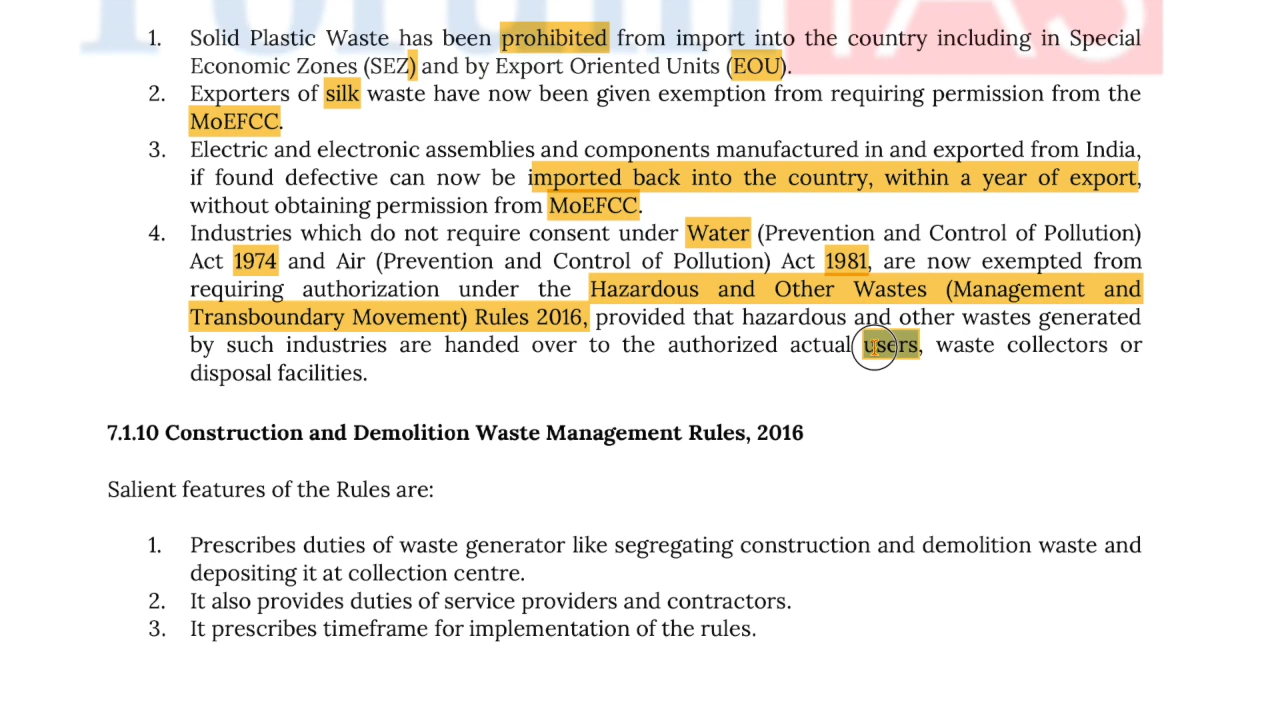 1. Solid Plastic Waste has been prohibited from import into the country including in Special
Economic Zones (SEZ) and by Export Oriented Units (EOU).
2. Exporters of silk waste have now been given exemption from requiring permission from the
MoEFCC.
3. Electric and electronic assemblies and components manufactured in and exported from India,
if found defective can now be imported back into the country, within a year of export,
without obtaining permission from MoEFCC.
4. Industries which do not require consent under Water (Prevention and Control of Pollution)
Act 1974 and Air (Prevention and Control of Pollution) Act 1981, are now exempted from
requiring authorization under the Hazardous and Other Wastes (Management and
Transboundary Movement) Rules 2016, provided that hazardous and other wastes generated
by such industries are handed over to the authorized actual users, waste collectors or
disposal facilities.
7.1.10 Construction and Demolition Waste Management Rules, 2016
Salient features of the Rules are:
1. Prescribes duties of waste generator like segregating construction and demolition waste and
depositing it at collection centre.
2. It also provides duties of service providers and contractors.
3. It prescribes timeframe for implementation of the rules.